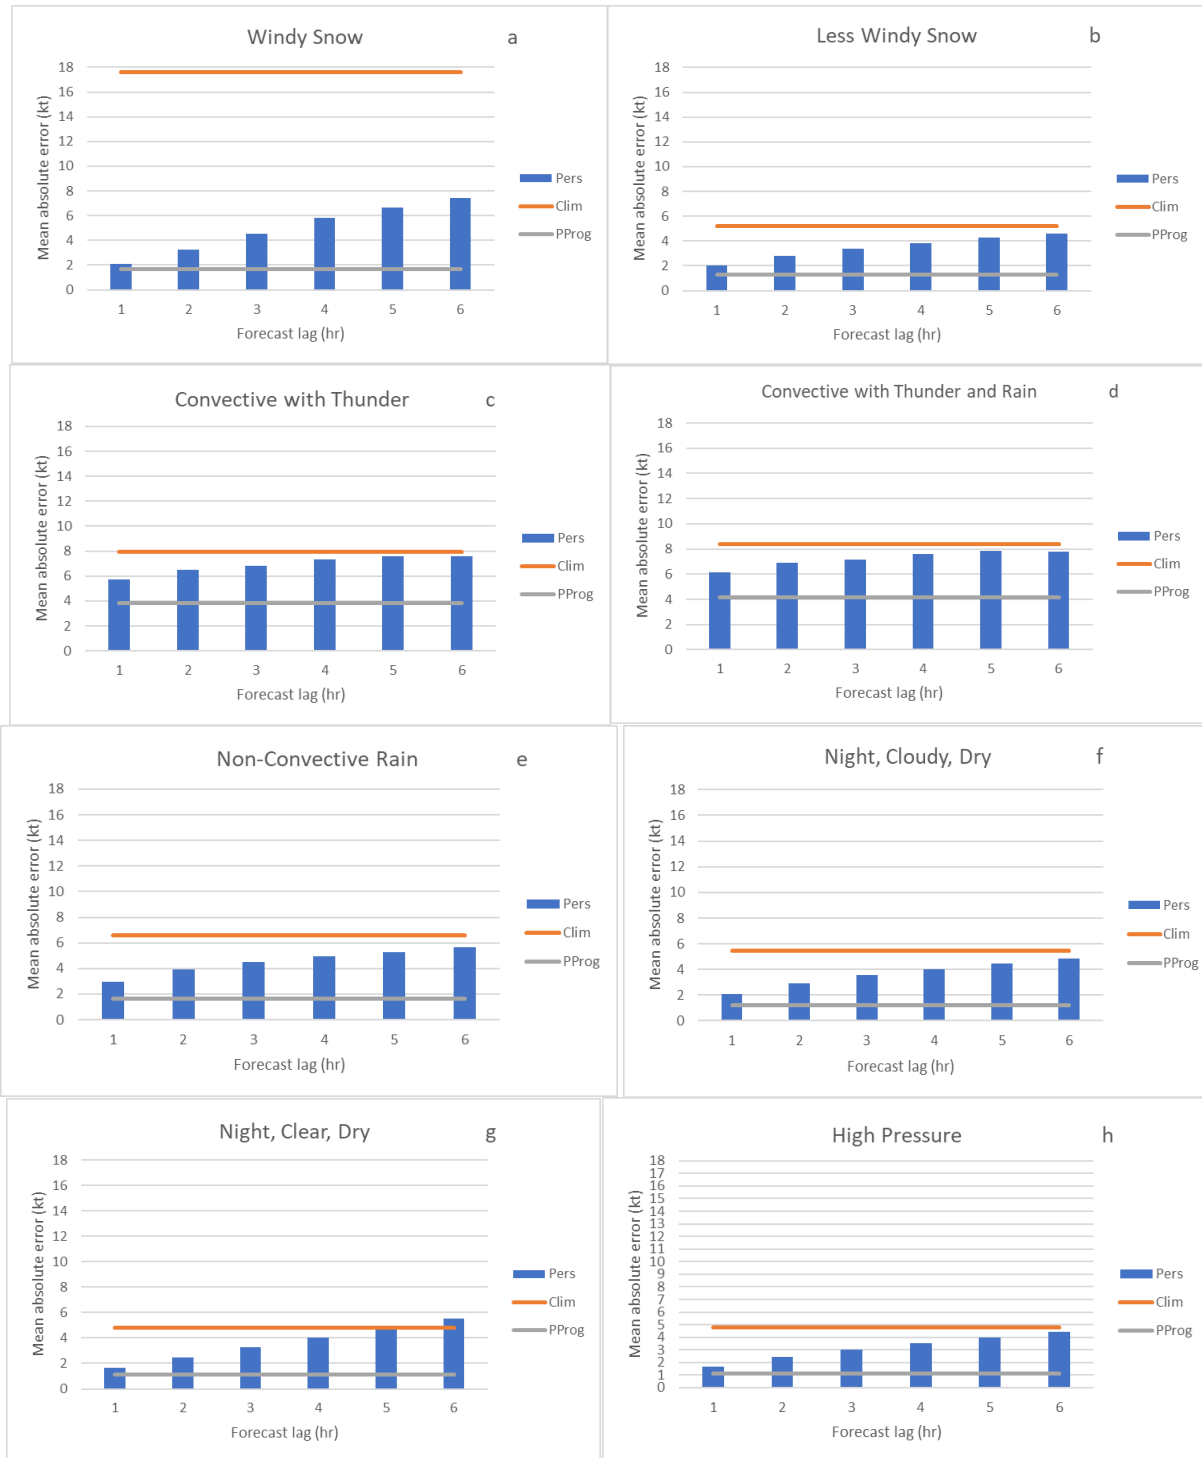 Windy Snow a
Mean absolute error (kt)
18
16
14
12
10
8
6
4
2
0
1 2 3 4 5 6
Forecast lag (hr)
Pers
Clim
PProg
Less Windy Snow b
Mean absolute error (kt)
18
16
14
12
10
8
6
4
2
0
1 2 3 4 5 6
Forecast lag (hr)
Pers
Clim
PProg
Convective with Thunder c
Mean absolute error (kt)
18
16
14
12
10
8
6
4
2
0
1 2 3 4 5 6
Forecast lag (hr)
Pers
Clim
PProg
Convective with Thunder and Rain d
Mean absolute error (kt)
18
16
14
12
10
8
6
4
2
0
1 2 3 4 5 6
Forecast lag (hr)
Pers
Clim
PProg
Non-Convective Rain e
Mean absolute error (kt)
18
16
14
12
10
8
6
4
2
0
1 2 3 4 5 6
Forecast lag (hr)
Pers
Clim
PProg
Night, Cloudy, Dry f
Mean absolute error (kt)
18
16
14
12
10
8
6
4
2
0
1 2 3 4 5 6
Forecast lag (hr)
Pers
Clim
PProg
Night, Clear, Dry g
Mean absolute error (kt)
18
16
14
12
10
8
6
4
2
0
1 2 3 4 5 6
Forecast lag (hr)
Pers
Clim
PProg
High Pressure h
Mean absolute error (kt)
18
17
16
15
14
13
12
11
10
9
8
7
6
5
4
3
2
1
0
1 2 3 4 5 6
Forecast lag (hr)
Pers
Clim
PProg